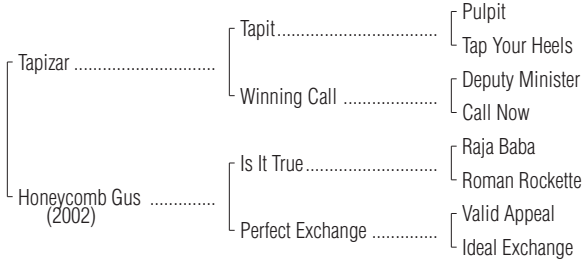 Pulpit
Tapit
Tap Your Heels
Tapizar
Deputy Minister
Winning Call
Call Now
Raja Baba
Is It True
Roman Rockette
Honeycomb Gus
(2002)
Valid Appeal
Perfect Exchange
Ideal Exchange